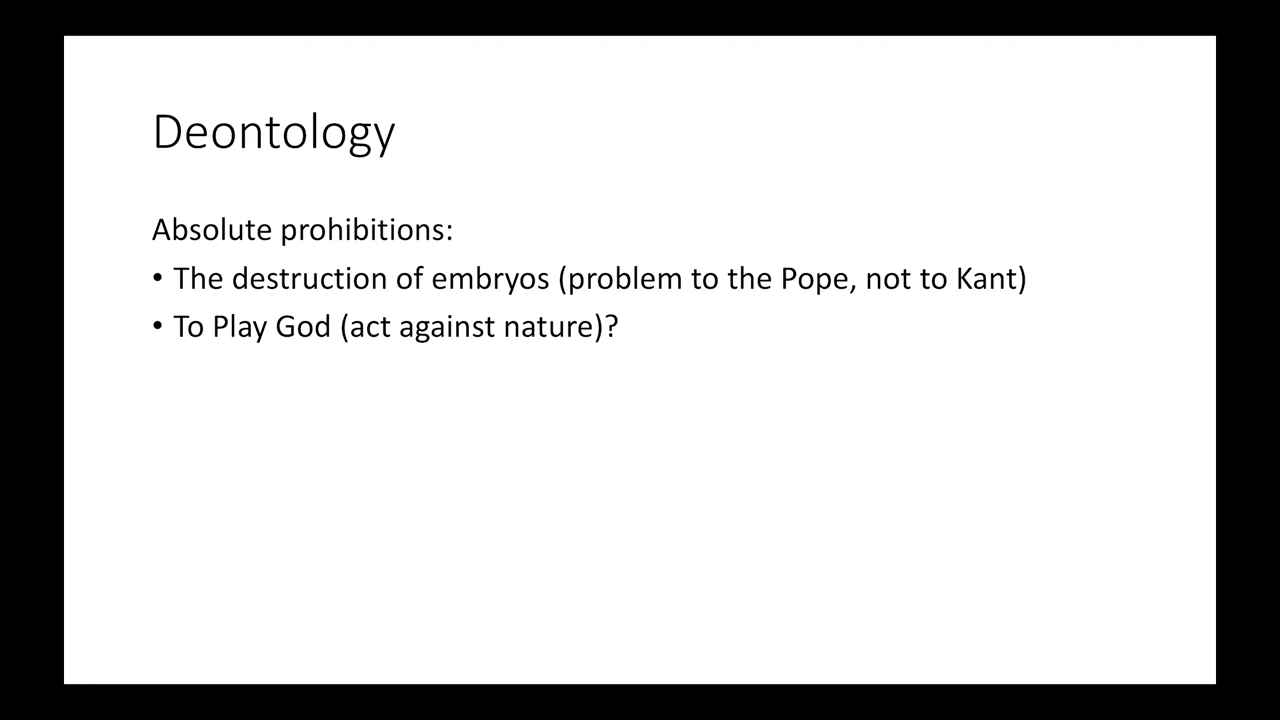 Deontology
Absolute prohibitions:
• The destruction of embryos (problem to the Pope, not to Kant)
• To Play God (act against nature)?